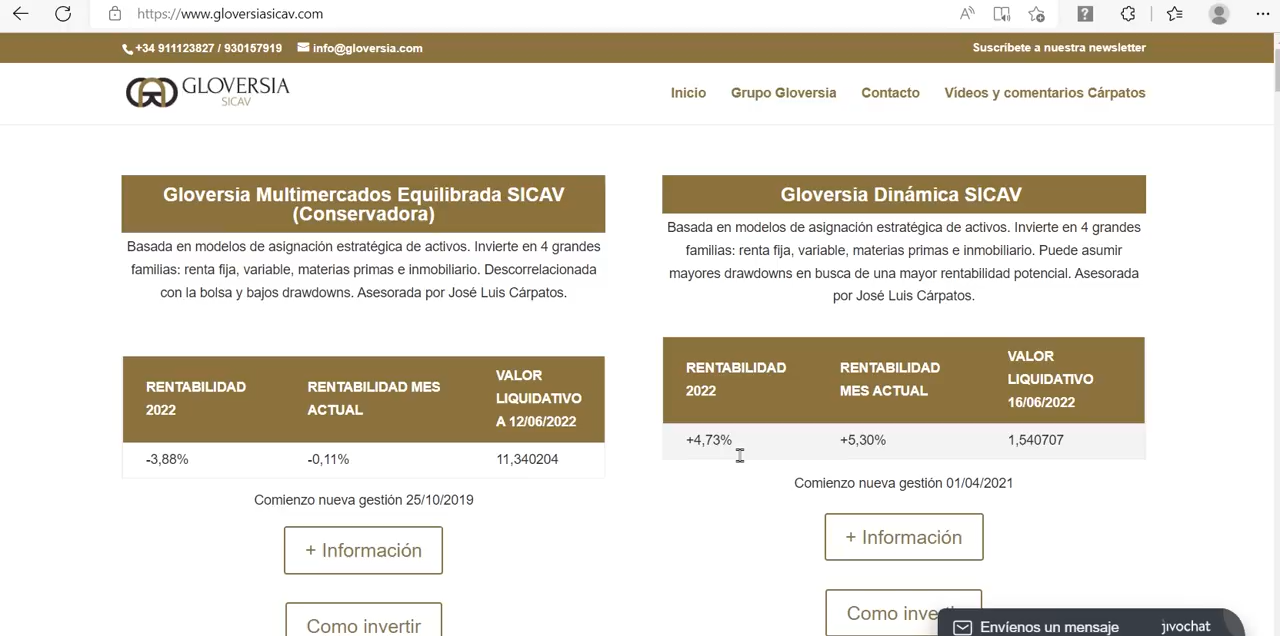 https://www.gloversiasicav.com
+34 911123827 / 930157919 info@gloversia.com
Suscribete a nuestra newsletter
GLOVERSIA
SICAV
Inicio Grupo Gloversia Contacto Vídeos y comentarios Cárpatos
Gloversia Multimercados Equilibrada SICAV
(Conservadora)
Basada en modelos de asignación estratégica de activos. Invierte en 4 grandes
familias: renta fija, variable, materias primas e inmobiliario. Descorrelacionada
con la bolsa y bajos drawdowns. Asesorada por José Luis Cárpatos.
RENTABILIDAD
2022
RENTABILIDAD MES
ACTUAL
VALOR
LIQUIDATIVO
A 12/06/2022
-3,88% -0,11% 11,340204
Comienzo nueva gestión 25/10/2019
+ Información
Como invertir
Gloversia Dinámica SICAV
Basada en modelos de asignación estratégica de activos. Invierte en 4 grandes
familias: renta fija, variable, materias primas e inmobiliario. Puede asumir
mayores drawdowns en busca de una mayor rentabilidad potencial. Asesorada
por José Luis Cárpatos.
RENTABILIDAD
2022
RENTABILIDAD
MES ACTUAL
VALOR
LIQUIDATIVO
16/06/2022
+4,73% +5,30% 1,540707
Comienzo nueva gestión 01/04/2021
+ Información
Como inve
Envíenos un mensaje jivochat